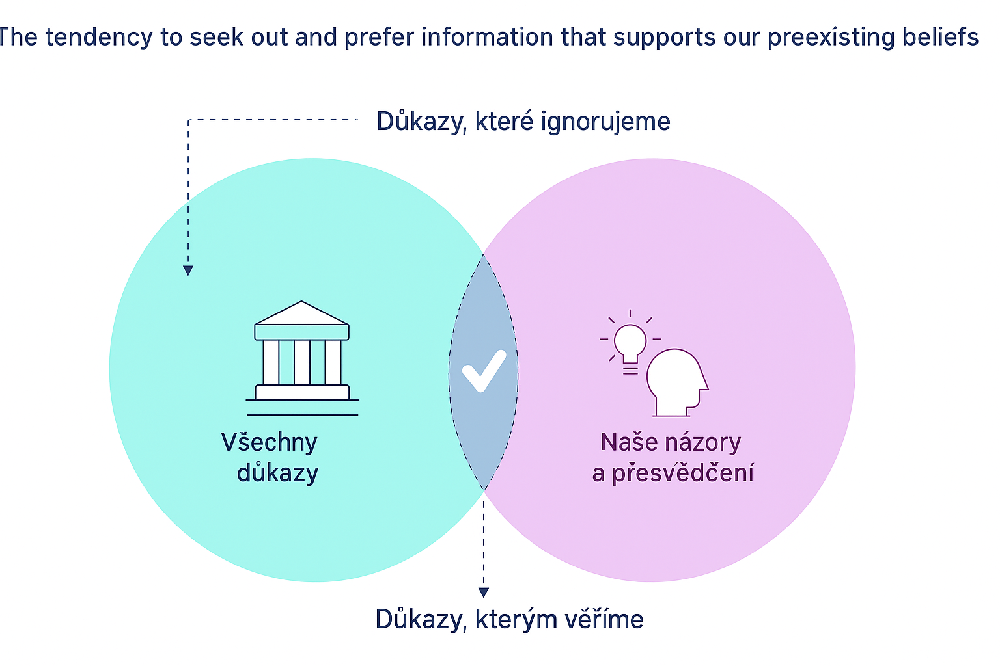 The tendency to seek out and prefer information that supports our preexísting beliefs
Důkazy, které ignorujeme
Všechny
důkazy
Naše názory
a přesvědčení
Důkazy, kterým věříme